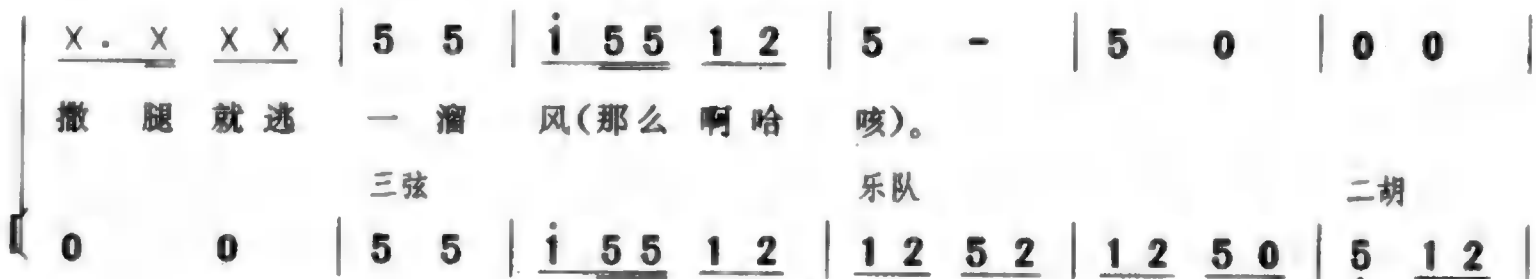 X. X X X | 5 5 | i 5 5 1 2 | 5 - | 5 0 | 0 0 |
撒 腿 就 逃 一 溜 风(那么 啊 哈 咳)。
三弦 乐队 二胡
0 0 | 5 5 | i 5 5 1 2 | 1 2 5 2 | 1 2 5 0 | 5 1 2 |